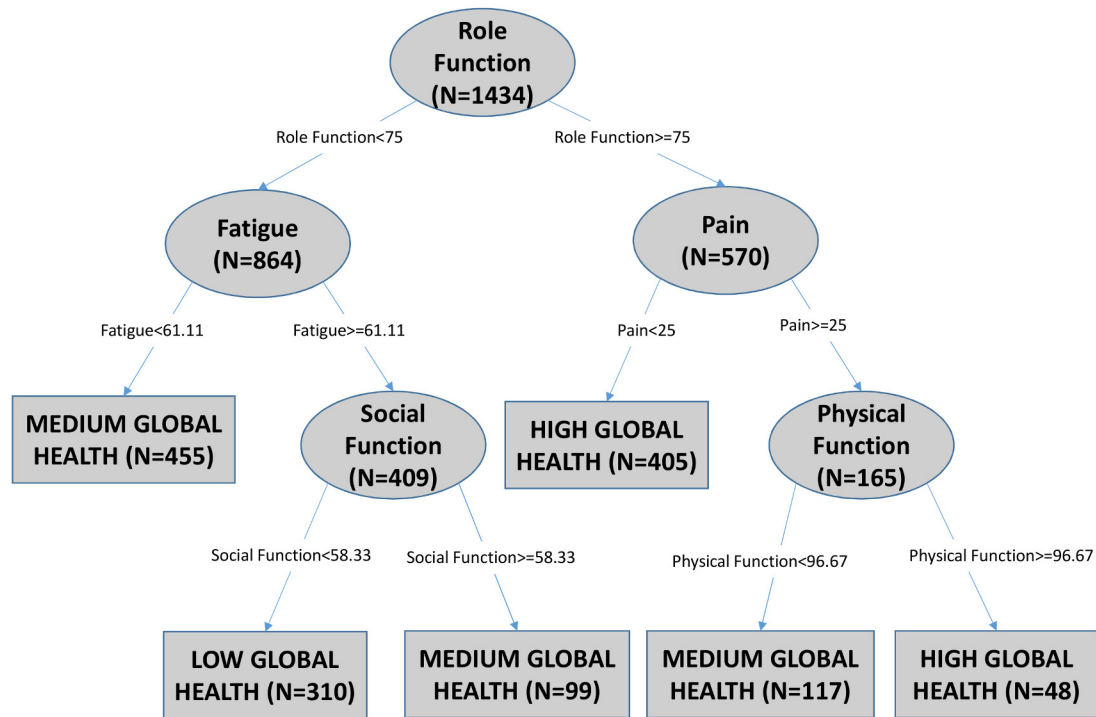 Role
Function
(N=1434)
Role Function<75
Role Function>=75
Fatigue
(N=864)
Pain
(N=570)
Fatigue<61.11
Fatigue>=61.11
Pain<25
Pain>=25
MEDIUM GLOBAL
HEALTH (N=455)
Social
Function
(N=409)
HIGH GLOBAL
HEALTH (N=405)
Physical
Function
(N=165)
Social Function<58.33
Social Function>=58.33
Physical Function<96.67
Physical Function>=96.67
LOW GLOBAL
HEALTH (N=310)
MEDIUM GLOBAL
HEALTH (N=99)
MEDIUM GLOBAL
HEALTH (N=117)
HIGH GLOBAL
HEALTH (N=48)